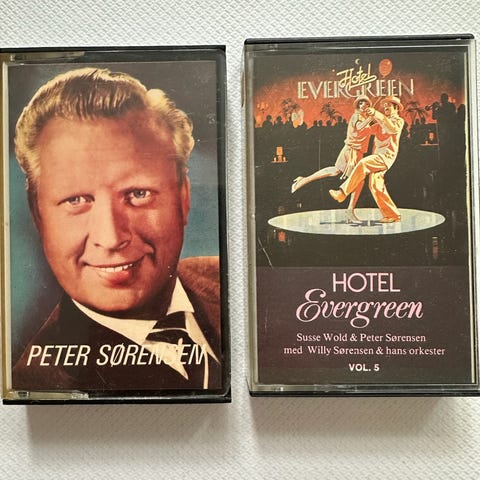 PETER SØRENSEN
Hotel
EVERGREEN
HOTEL
Evergreen
Susse Wold & Peter Sørensen
med Willy Sørensen & hans orkester
VOL. 5